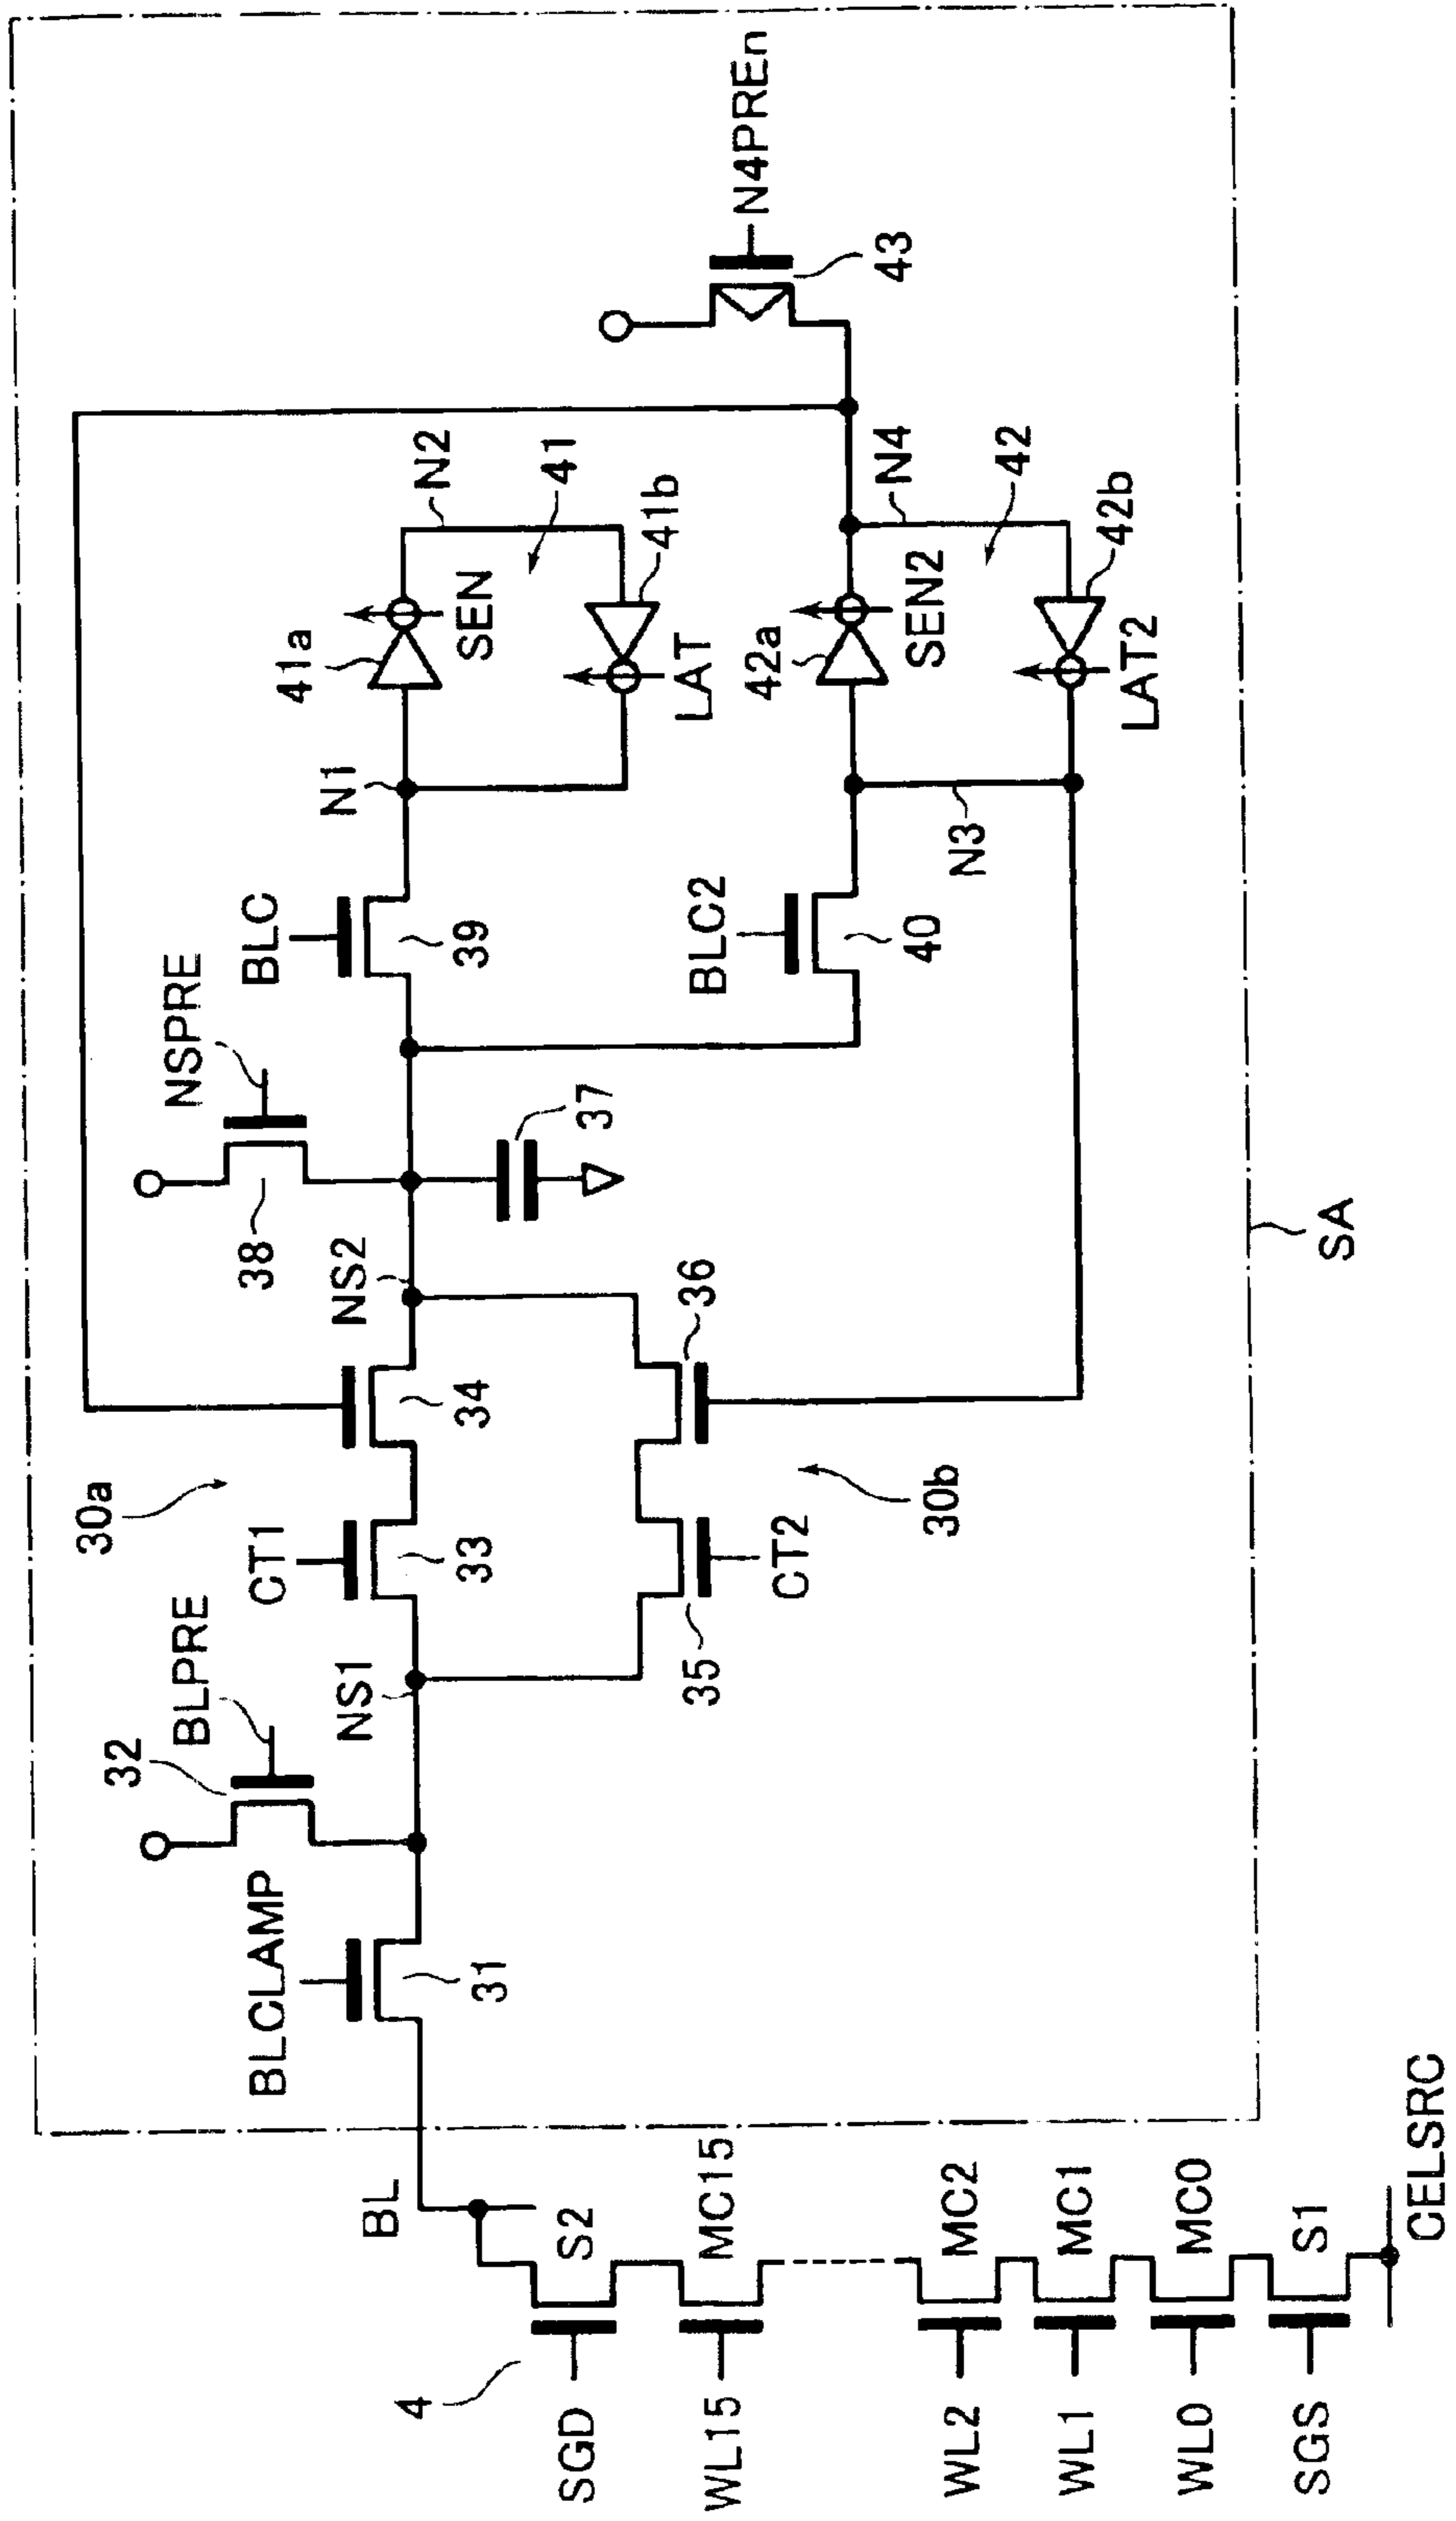 BL
4
SGD
S2
WL15
MC15
WL2
MC2
WL1
MC1
WL0
MC0
SGS
S1
CELSRC
BLCLAMP
31
32
BLPRE
NS1
30a
CT1
33
34
35
CT2
30b
36
NS2
38
NSPRE
37
BLC
39
BLC2
40
N1
41a
SEN
N2
41
41b
LAT
N3
42a
SEN2
N4
42
42b
LAT2
43
N4PREn
SA